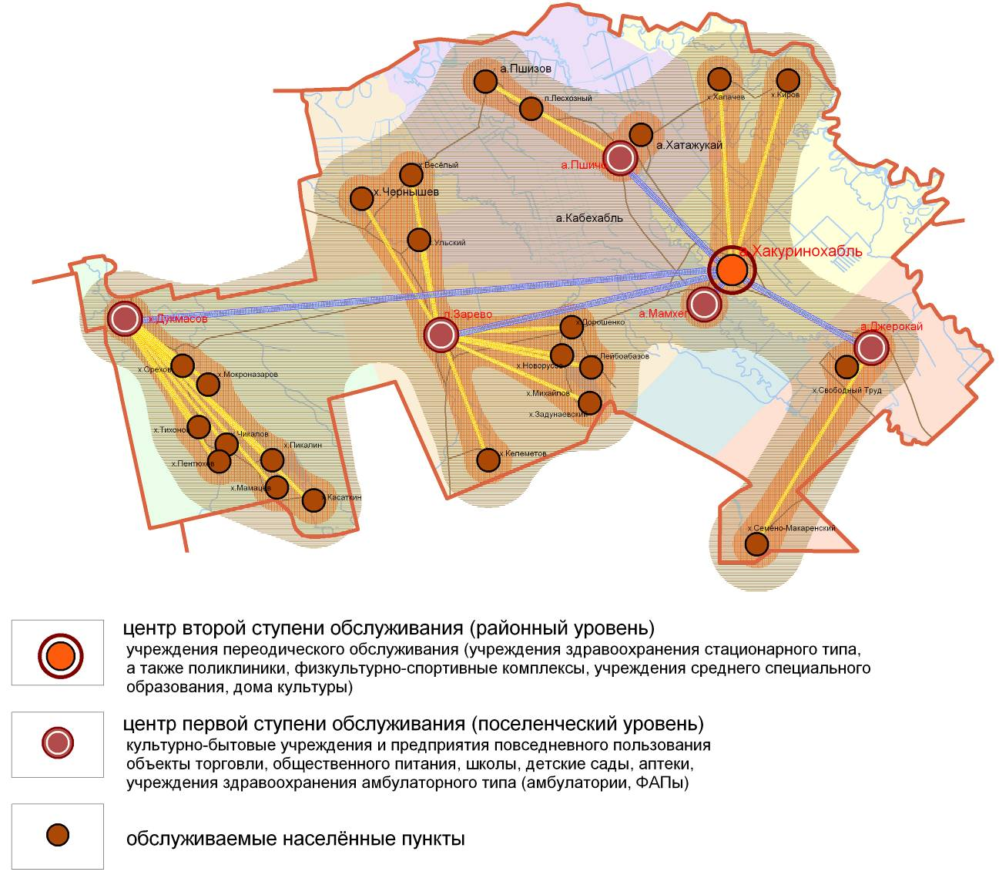 а.Пшизов
п.Лесхозный
х.Хапачев
х.Киров
а.Хатажукай
а.Пшичо
х.Весёлый
х.Чернышев
а.Кабехабль
х.Ульский
а.Хакуринохабль
х.Дукмасов
п.Зарево
х.Дорошенко
а.Мамхег
а.Джерокай
х.Новорусов
х.Лейбоабазов
х.Орехов
х.Мокроназаров
х.Михайлов
х.Свободный Труд
х.Задунаевский
х.Тихонов
х.Чикалов
х.Пикалин
х.Келеметов
х.Пентюхов
х.Мамацев
х.Касаткин
х.Семёно-Макаренский
центр второй ступени обслуживания (районный уровень)
учреждения переодического обслуживания (учреждения здравоохранения стационарного типа,
а также поликлиники, физкультурно-спортивные комплексы, учреждения среднего специального
образования, дома культуры)
центр первой ступени обслуживания (поселенческий уровень)
культурно-бытовые учреждения и предприятия повседневного пользования
объекты торговли, общественного питания, школы, детские сады, аптеки,
учреждения здравоохранения амбулаторного типа (амбулатории, ФАПы)
обслуживаемые населённые пункты